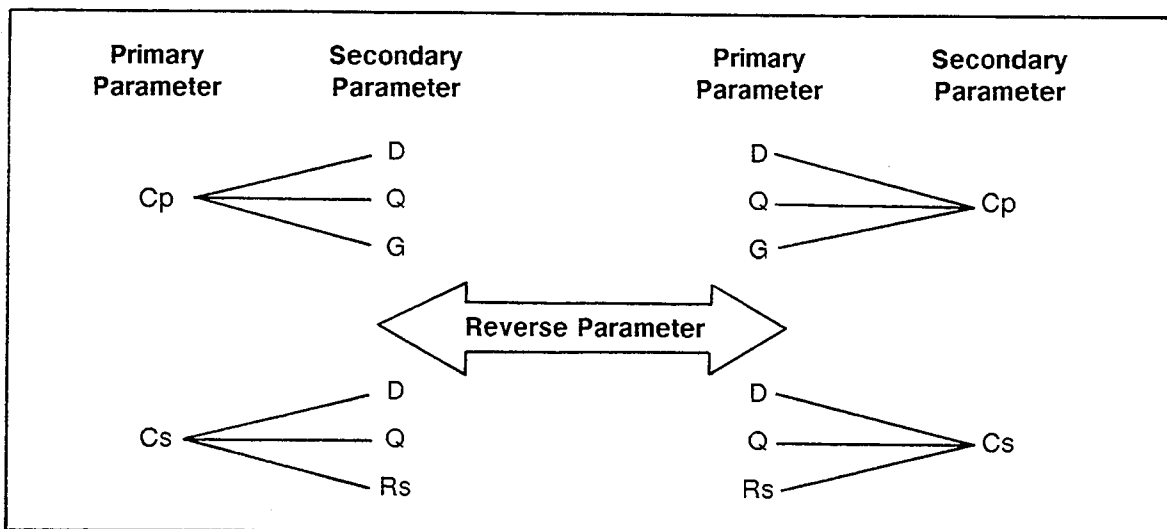 Primary Parameter
Secondary Parameter
Primary Parameter
Secondary Parameter
Cp
D
Q
G
D
Q
G
Cp
Reverse Parameter
Cs
D
Q
Rs
D
Q
Rs
Cs